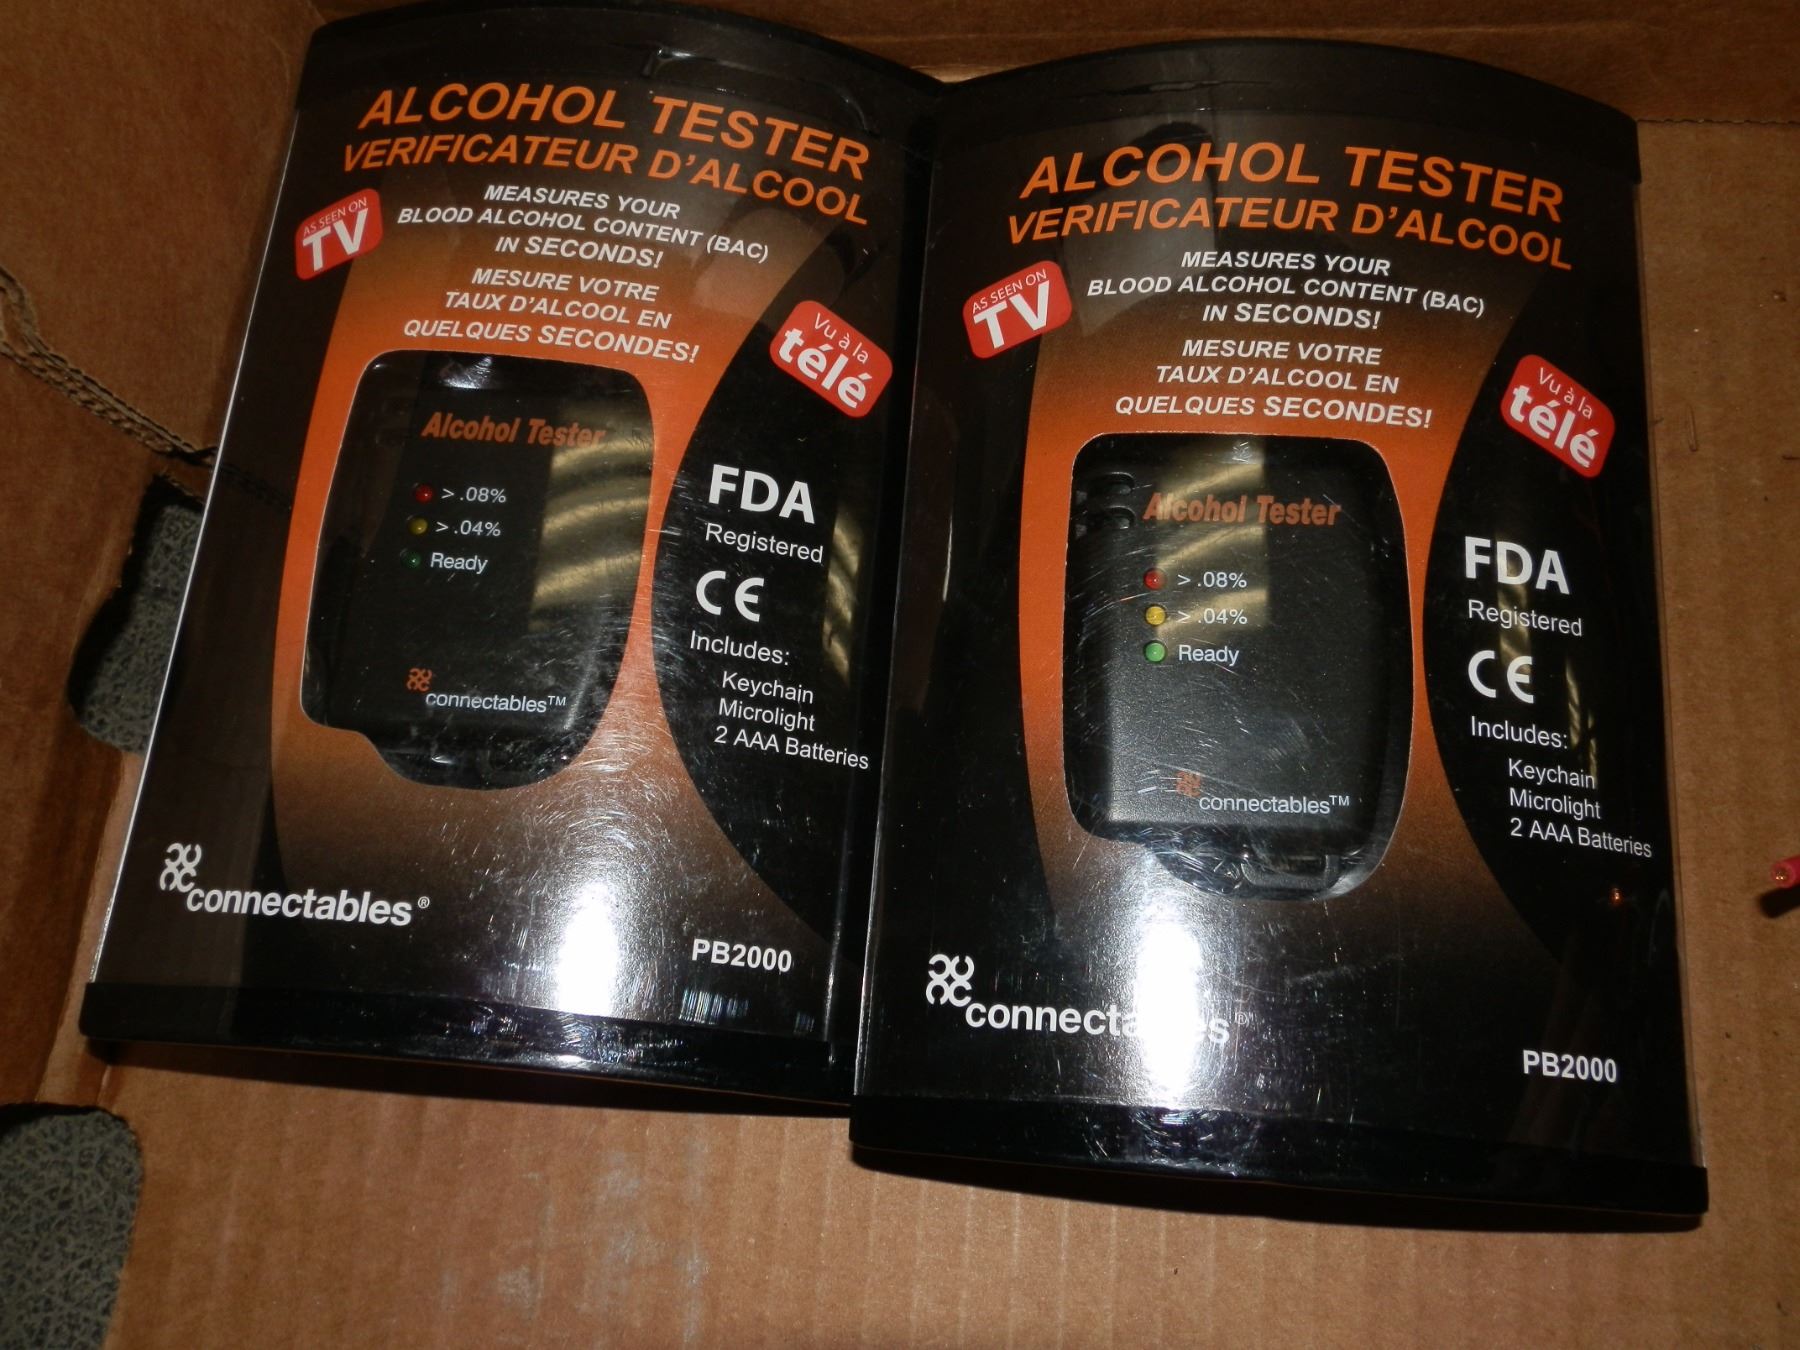 ALCOHOL TESTER
VERIFICATEUR D'ALCOOL
AS SEEN ON
TV
MEASURES YOUR
BLOOD ALCOHOL CONTENT (BAC)
IN SECONDS!
MESURE VOTRE
TAUX D'ALCOOL EN
QUELQUES SECONDES!
Vu à la
télé
Alcohol Tester
> .08%
> .04%
Ready
connectables™
FDA
Registered
CE
Includes:
Keychain
Microlight
2 AAA Batteries
connectables®
PB2000
ALCOHOL TESTER
VERIFICATEUR D'ALCOOL
AS SEEN ON
TV
MEASURES YOUR
BLOOD ALCOHOL CONTENT (BAC)
IN SECONDS!
MESURE VOTRE
TAUX D'ALCOOL EN
QUELQUES SECONDES!
Vu à la
télé
Alcohol Tester
> .08%
> .04%
Ready
connectables™
FDA
Registered
CE
Includes:
Keychain
Microlight
2 AAA Batteries
connectables®
PB2000